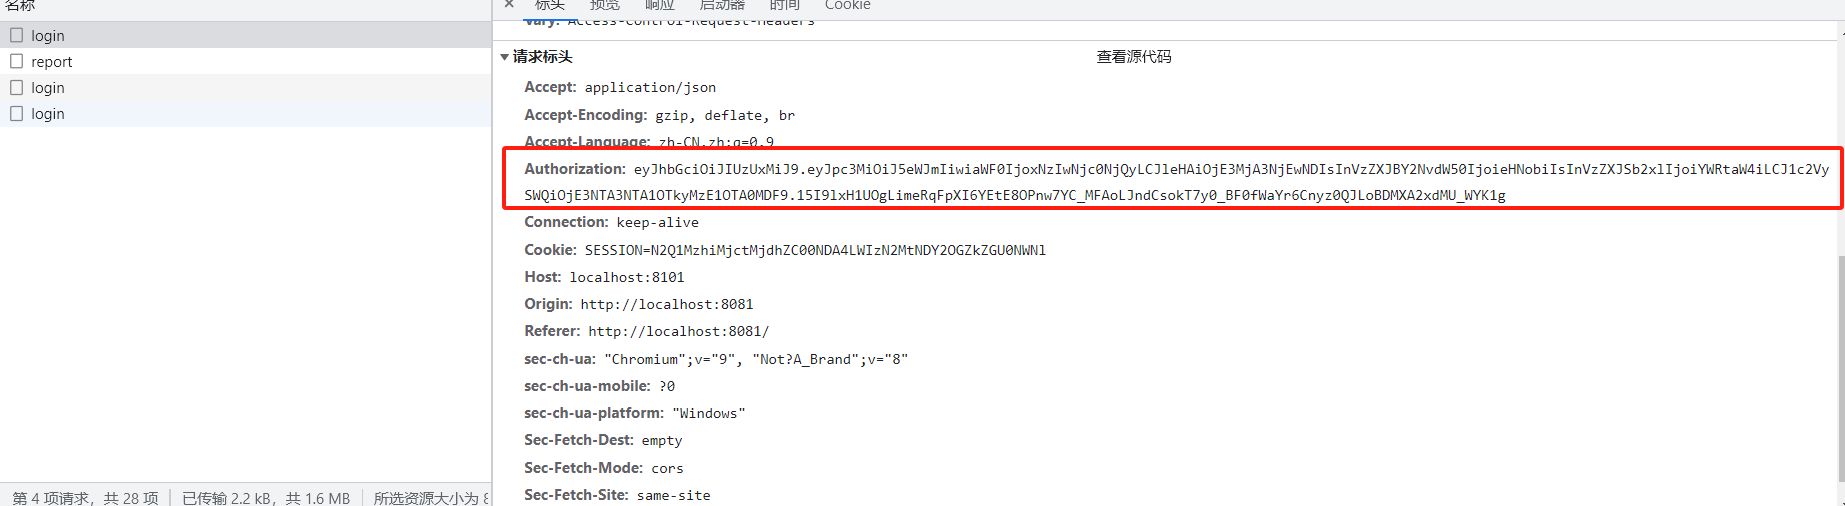 名称
login
report
login
login
第 4 项请求，共 28 项
已传输 2.2 kB，共 1.6 MB
所选资源大小为 8
× 标头 预览 响应 启动器 时间 Cookie
Vary: Access-Control-Request-Headers
▼请求标头 查看源代码
Accept: application/json
Accept-Encoding: gzip, deflate, br
Accept-Language: zh-CN,zh;q=0.9
Authorization: eyJhbGciOiJIUzUxMiJ9.eyJpc3MiOiJ5eWJmIiwiaWF0IjoxNzIwNjc0NjQyLCJleHAiOjE3MjA3NjEwNDIsInVzZXJBY2NvdW50IjoieHNobiIsInVzZXJSb2xlIjoiYWRtaW4iLCJ1c2Vy
SWQiOjE3NTA3NTA1OTkyMzE1OTA0MDF9.15I9lxH1UOgLimeRqFpXI6YEtE8OPnw7YC_MFAoLJndCsokT7y0_BF0fWaYr6Cnyz0QJLoBDMXA2xdMU_WYK1g
Connection: keep-alive
Cookie: SESSION=N2Q1MzhiMjctMjdhZC00NDA4LWIzN2MtNDY2OGZkZGU0NWNl
Host: localhost:8101
Origin: http://localhost:8081
Referer: http://localhost:8081/
sec-ch-ua: "Chromium";v="9", "Not?A_Brand";v="8"
sec-ch-ua-mobile: ?0
sec-ch-ua-platform: "Windows"
Sec-Fetch-Dest: empty
Sec-Fetch-Mode: cors
Sec-Fetch-Site: same-site